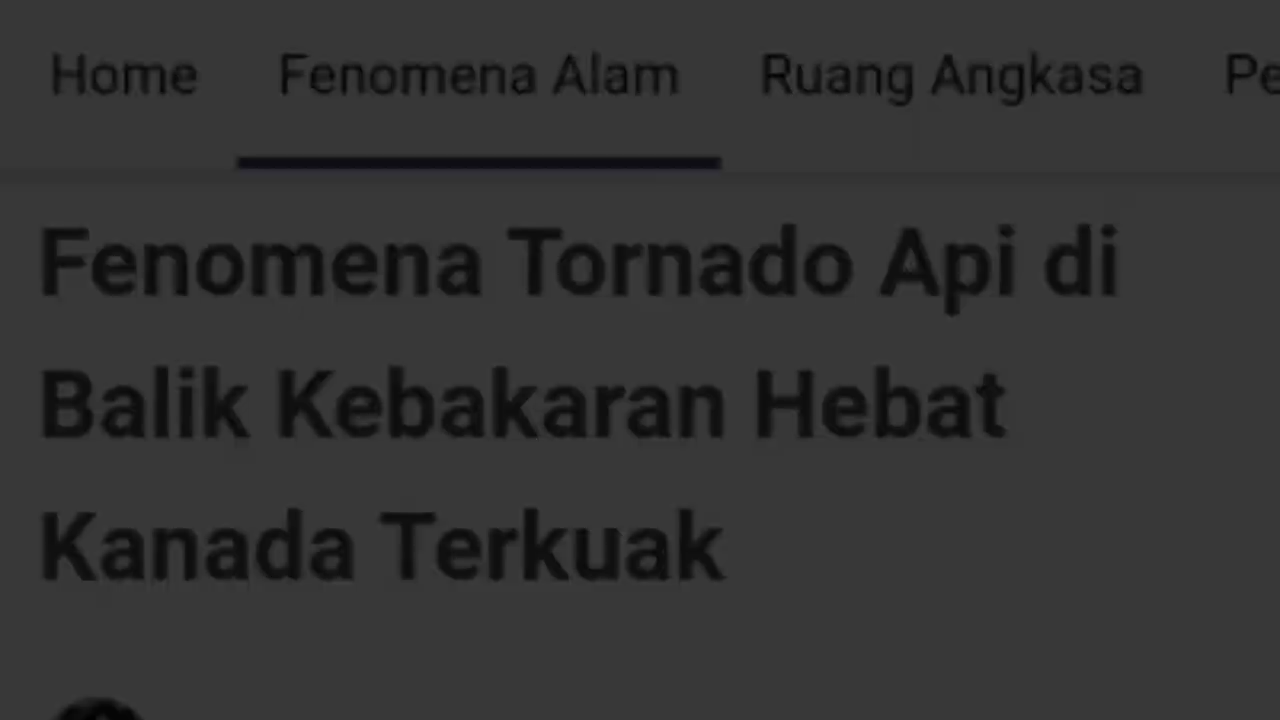 Home Fenomena Alam Ruang Angkasa
Fenomena Tornado Api di
Balik Kebakaran Hebat
Kanada Terkuak